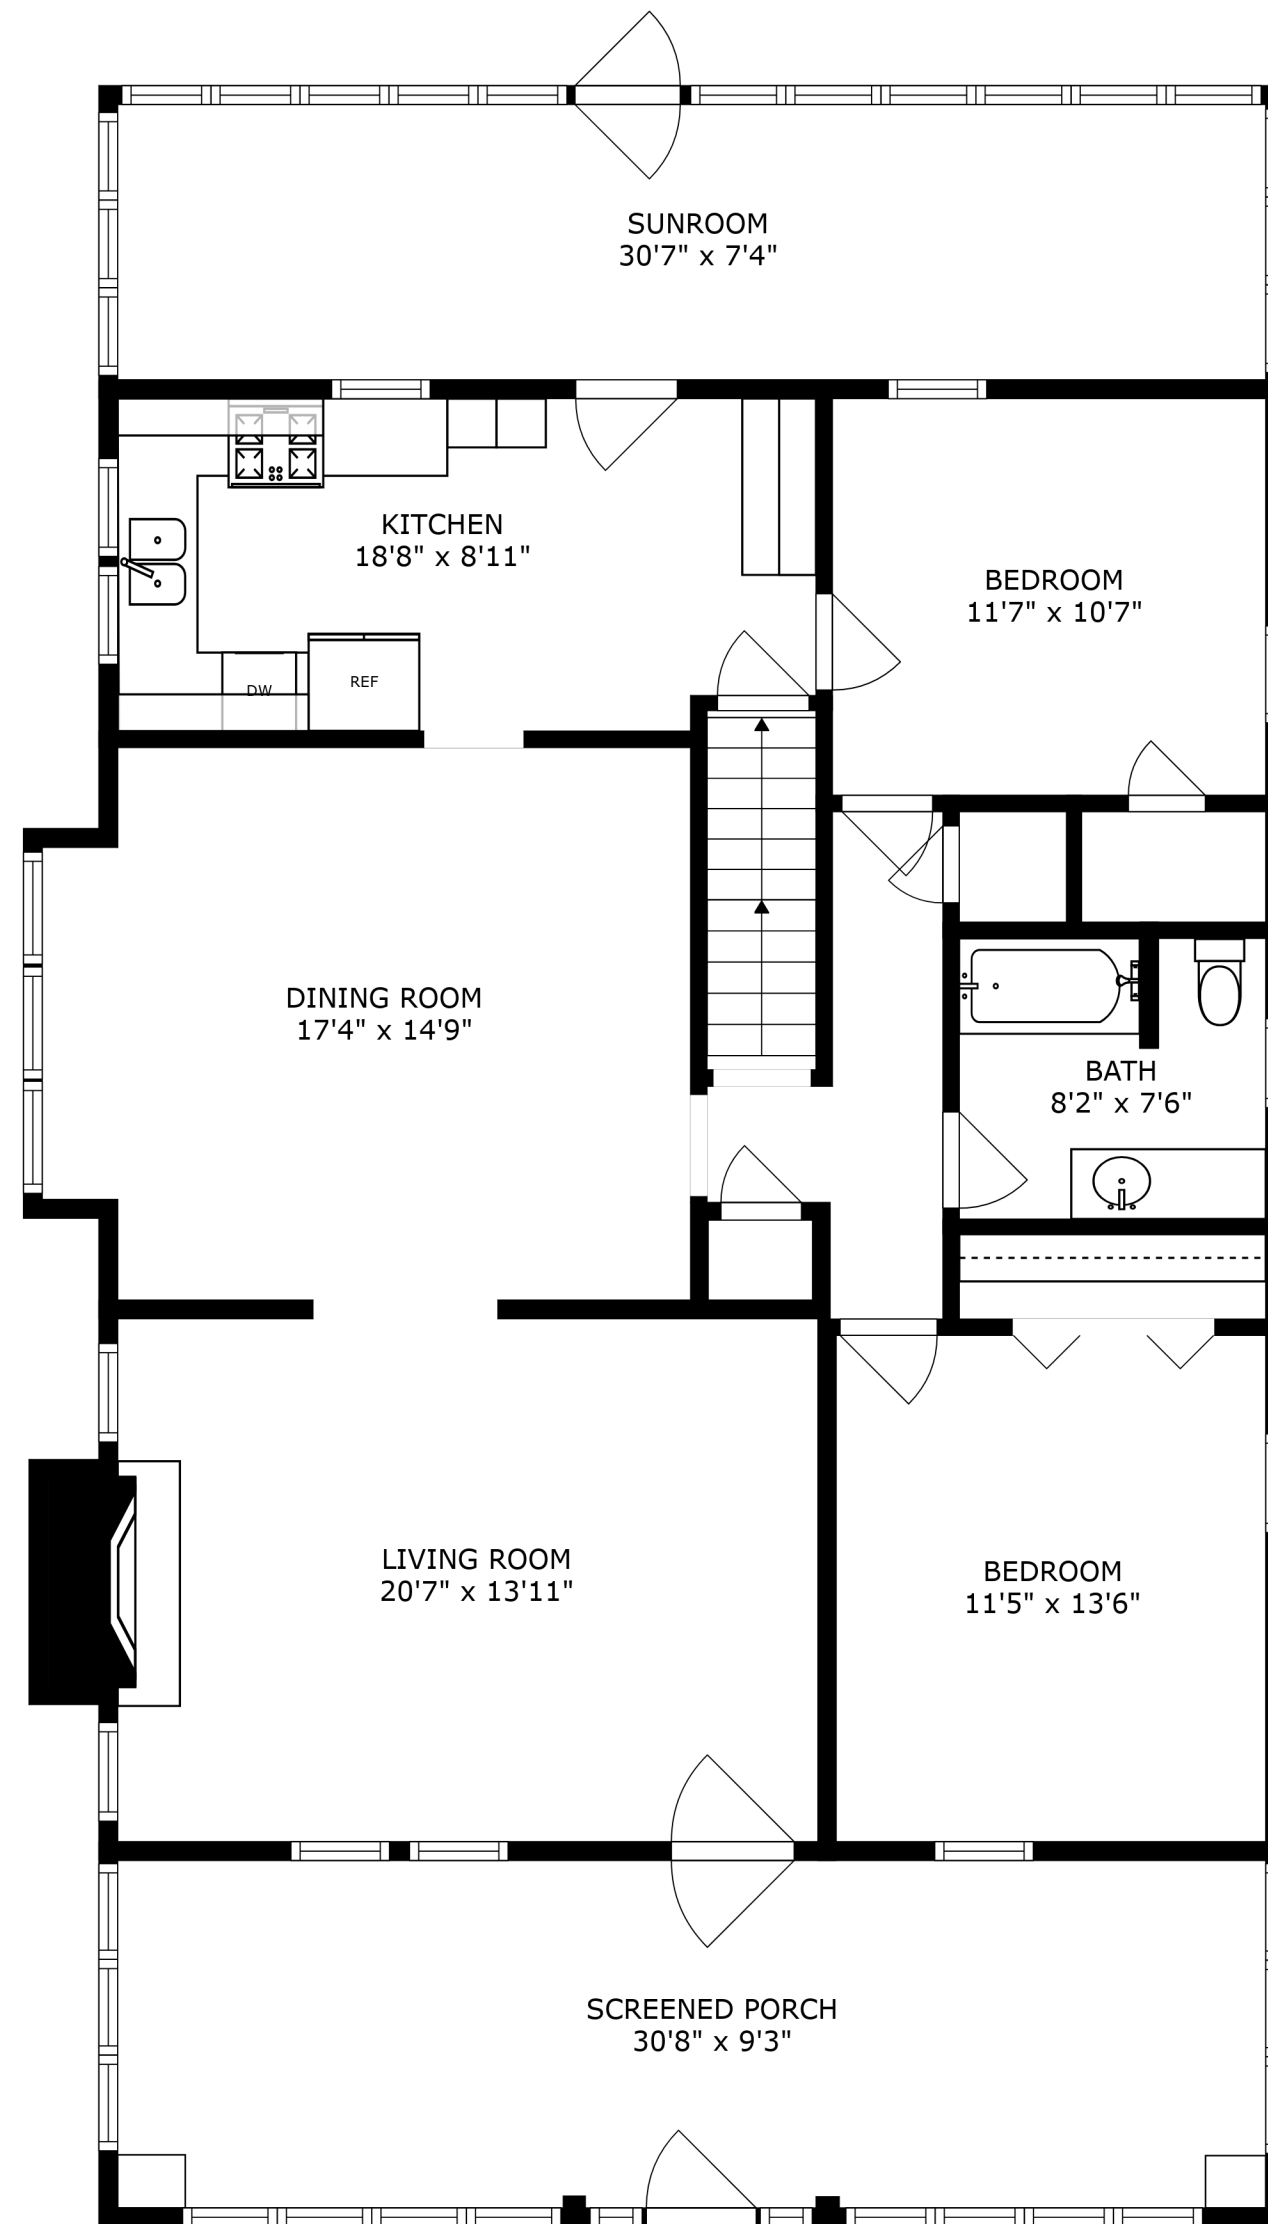 SUNROOM
30'7" x 7'4"
KITCHEN
18'8" x 8'11"
BEDROOM
11'7" x 10'7"
DW
REF
DINING ROOM
17'4" x 14'9"
BATH
8'2" x 7'6"
LIVING ROOM
20'7" x 13'11"
BEDROOM
11'5" x 13'6"
SCREENED PORCH
30'8" x 9'3"